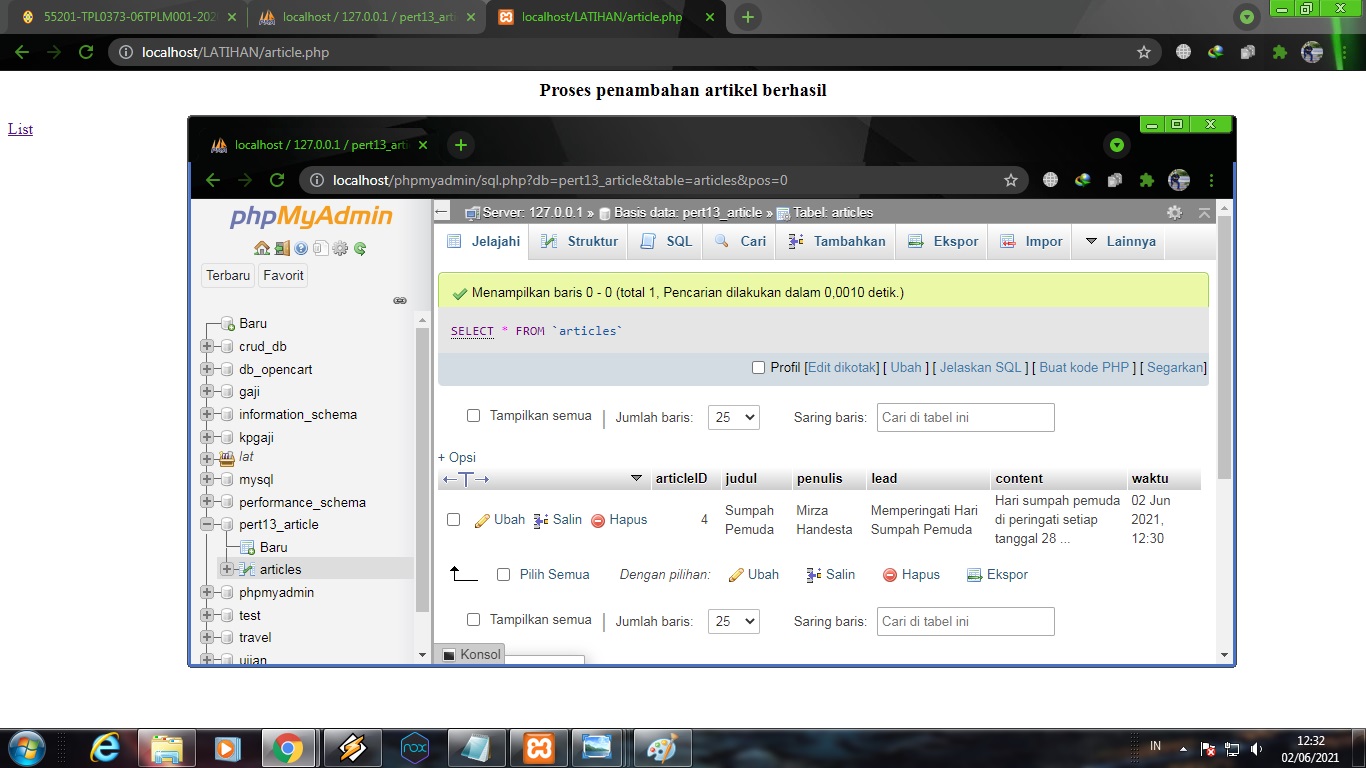 55201-TPL0373-06TPLM001-202
localhost / 127.0.0.1 / pert13_arti
localhost/LATIHAN/article.php
localhost/LATIHAN/article.php
Proses penambahan artikel berhasil
List
localhost / 127.0.0.1 / pert13_arti
localhost/phpmyadmin/sql.php?db=pert13_article&table=articles&pos=0
phpMyAdmin
Terbaru Favorit
Baru
crud_db
db_opencart
gaji
information_schema
kpgaji
lat
mysql
performance_schema
pert13_article
Baru
articles
phpmyadmin
test
travel
ujian
Server: 127.0.0.1 » Basis data: pert13_article » Tabel: articles
Jelajahi Struktur SQL Cari Tambahkan Ekspor Impor Lainnya
Menampilkan baris 0 - 0 (total 1, Pencarian dilakukan dalam 0,0010 detik.)
SELECT * FROM `articles`
Profil [Edit dikotak] [ Ubah ] [ Jelaskan SQL ] [ Buat kode PHP ] [ Segarkan]
Tampilkan semua | Jumlah baris: 25 Saring baris: Cari di tabel ini
+ Opsi
←T→ articleID judul penulis lead content waktu
Ubah Salin Hapus 4 Sumpah Pemuda Mirza Handesta Memperingati Hari Sumpah Pemuda Hari sumpah pemuda di peringati setiap tanggal 28 ... 02 Jun 2021, 12:30
Pilih Semua Dengan pilihan: Ubah Salin Hapus Ekspor
Tampilkan semua | Jumlah baris: 25 Saring baris: Cari di tabel ini
Konsol
nox
IN
12:32
02/06/2021